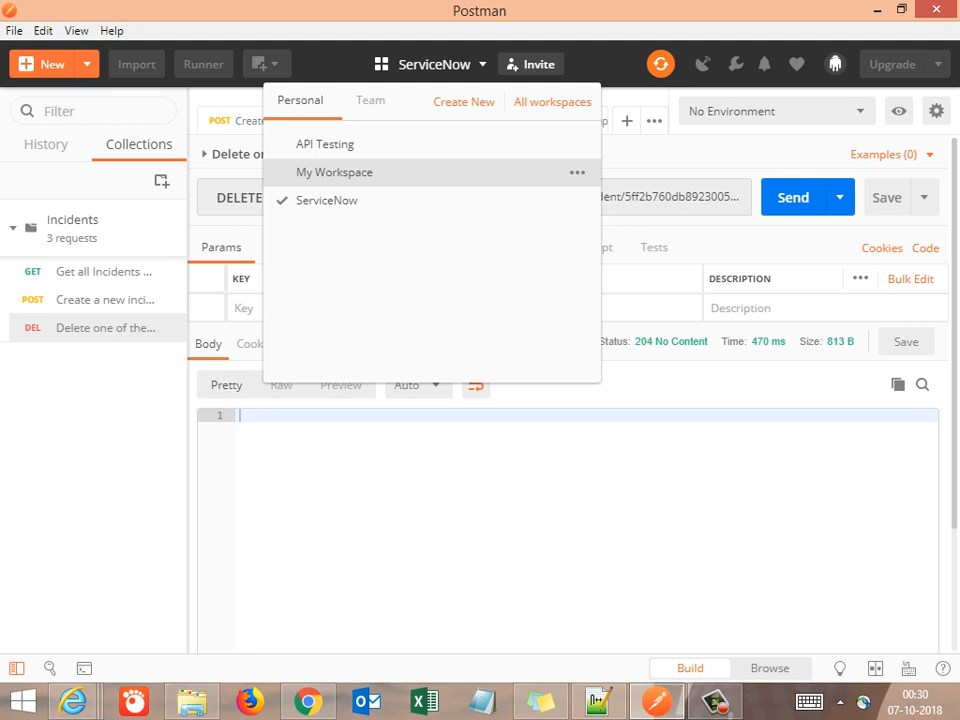 Postman
File Edit View Help
New Import Runner ServiceNow Invite Upgrade
Filter
History Collections
Incidents
3 requests
GET Get all Incidents ...
POST Create a new inci...
DEL Delete one of the...
Personal Team Create New All workspaces
API Testing
My Workspace
ServiceNow
POST Create
No Environment
Delete on
Examples (0)
DELETE
dent/5ff2b760db8923005... Send Save
Params Tests
Cookies Code
KEY DESCRIPTION Bulk Edit
Key Description
Body Cook
Status: 204 No Content Time: 470 ms Size: 813 B Save
Pretty Raw Preview Auto
1
Build Browse
00:30
07-10-2018